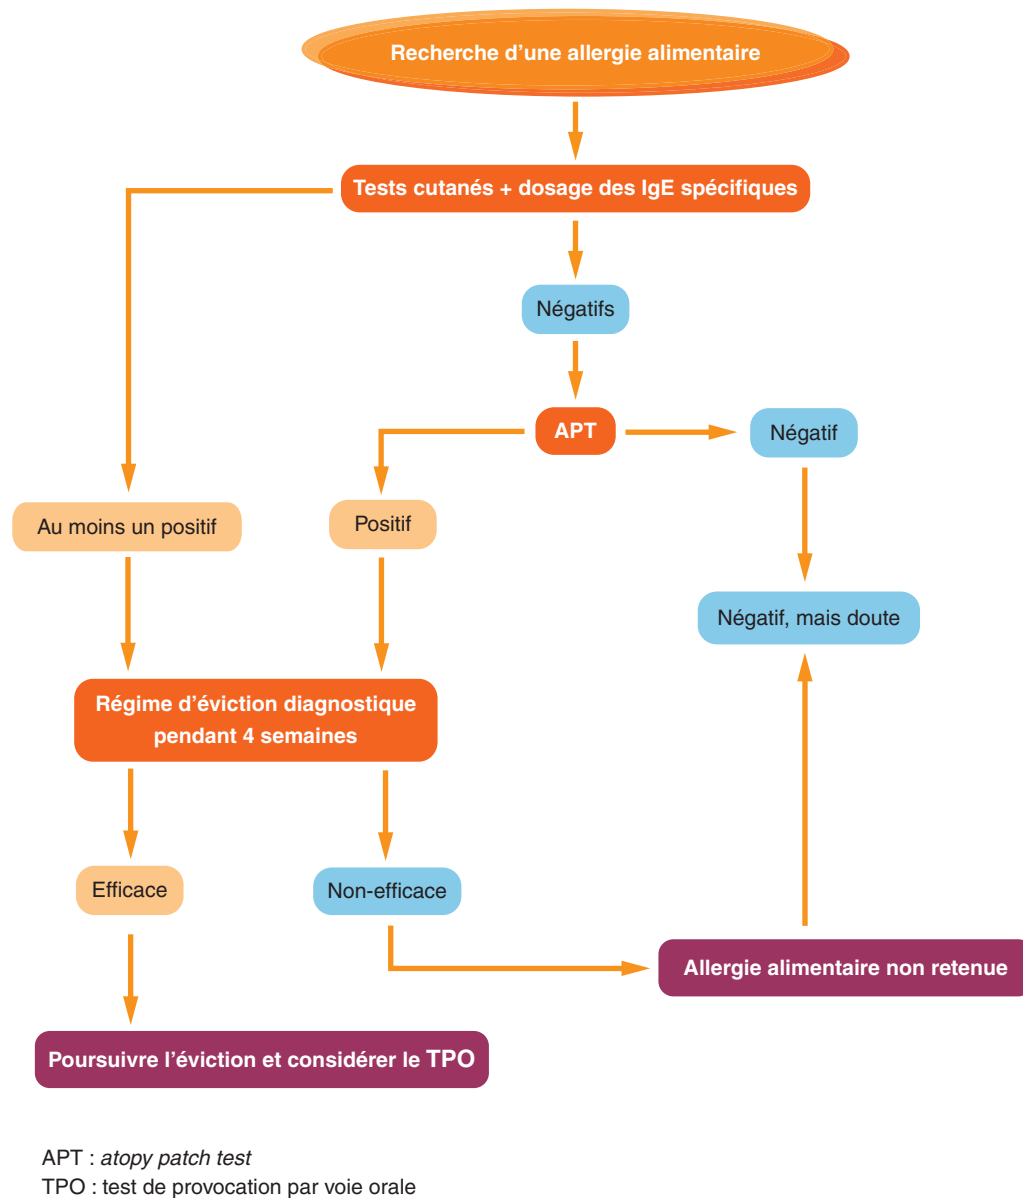 Recherche d'une allergie alimentaire
Tests cutanés + dosage des IgE spécifiques
Négatifs
APT
Négatif
Au moins un positif
Positif
Négatif, mais doute
Régime d'éviction diagnostique
pendant 4 semaines
Efficace
Non-efficace
Allergie alimentaire non retenue
Poursuivre l'éviction et considérer le TPO
APT : atopy patch test
TPO : test de provocation par voie orale